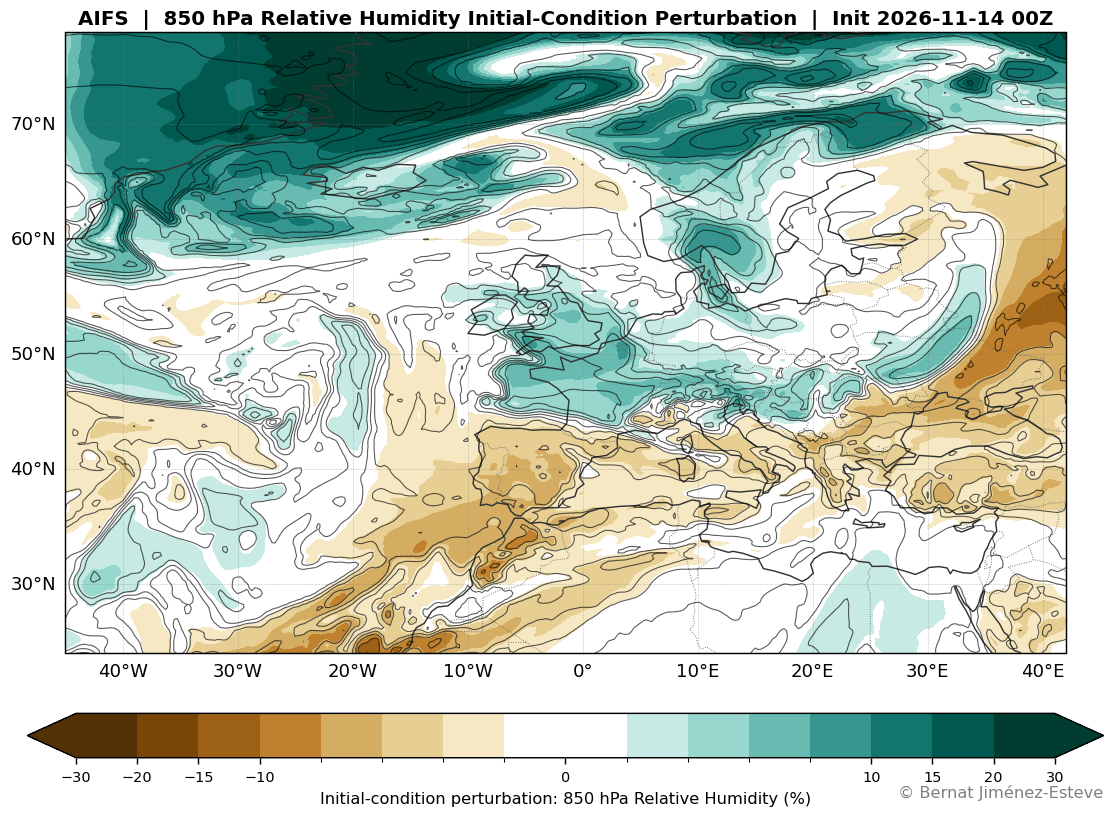 AIFS | 850 hPa Relative Humidity Initial-Condition Perturbation | Init 2026-11-14 00Z
70°N
60°N
50°N
40°N
30°N
40°W 30°W 20°W 10°W 0° 10°E 20°E 30°E 40°E
−30 −20 −15 −10 0 10 15 20 30
Initial-condition perturbation: 850 hPa Relative Humidity (%)
© Bernat Jiménez-Esteve